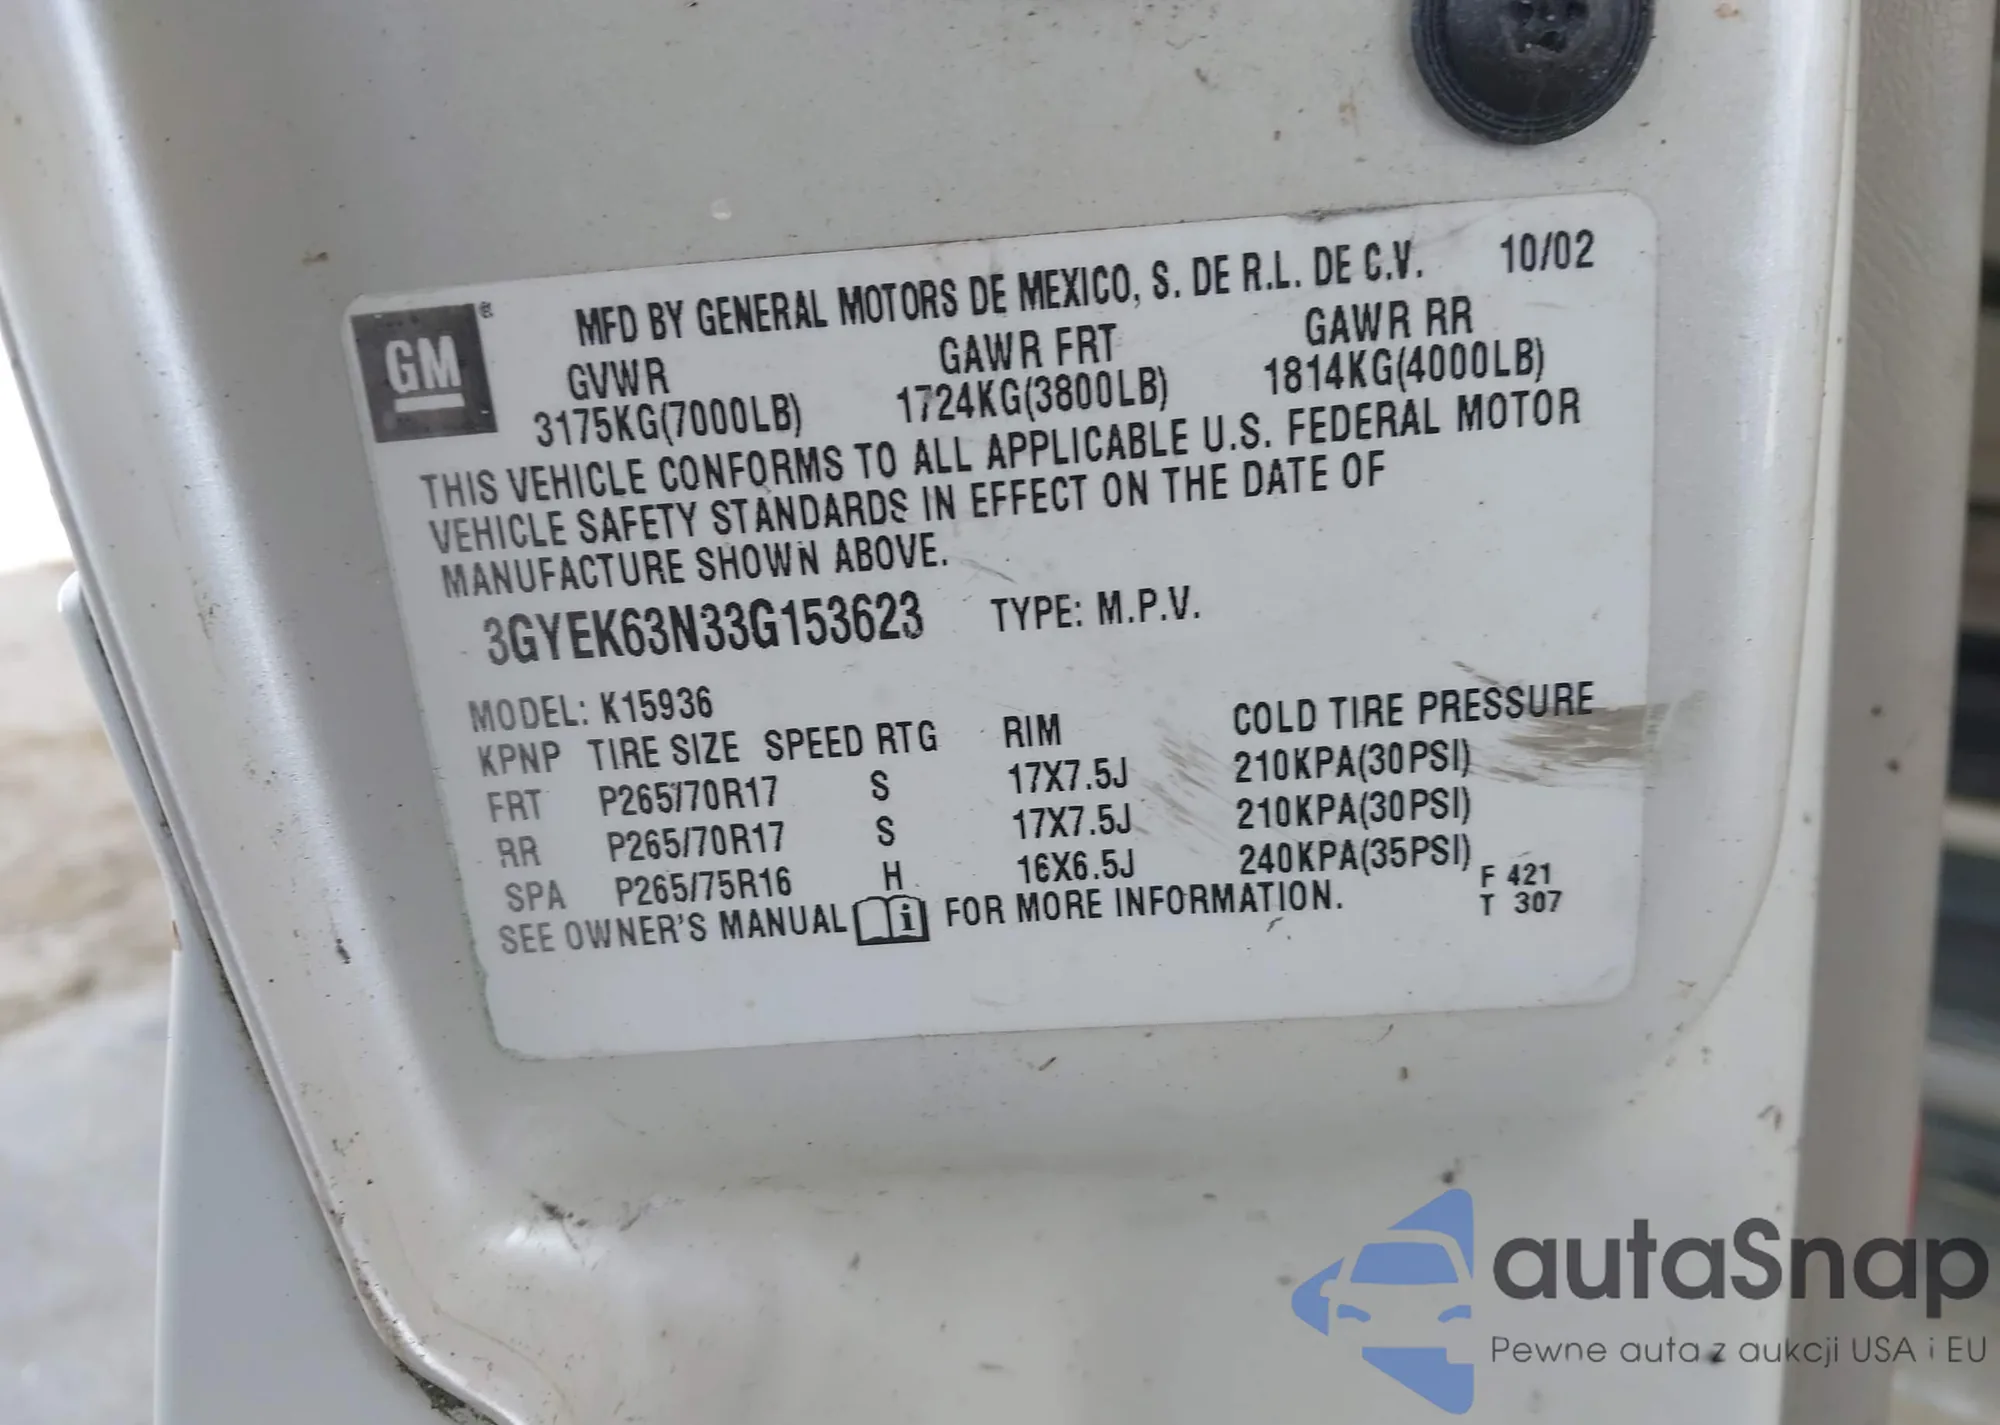 GM ®
MFD BY GENERAL MOTORS DE MEXICO, S. DE R.L. DE C.V. 10/02
GVWR GAWR FRT GAWR RR
3175KG(7000LB) 1724KG(3800LB) 1814KG(4000LB)
THIS VEHICLE CONFORMS TO ALL APPLICABLE U.S. FEDERAL MOTOR
VEHICLE SAFETY STANDARDS IN EFFECT ON THE DATE OF
MANUFACTURE SHOWN ABOVE.
3GYEK63N33G153623 TYPE: M.P.V.
MODEL: K15936
KPNP TIRE SIZE SPEED RTG RIM COLD TIRE PRESSURE
FRT P265/70R17 S 17X7.5J 210KPA(30PSI)
RR P265/70R17 S 17X7.5J 210KPA(30PSI)
SPA P265/75R16 H 16X6.5J 240KPA(35PSI)
SEE OWNER'S MANUAL i FOR MORE INFORMATION.
F 421
T 307
autaSnap
Pewne auta z aukcji USA i EU